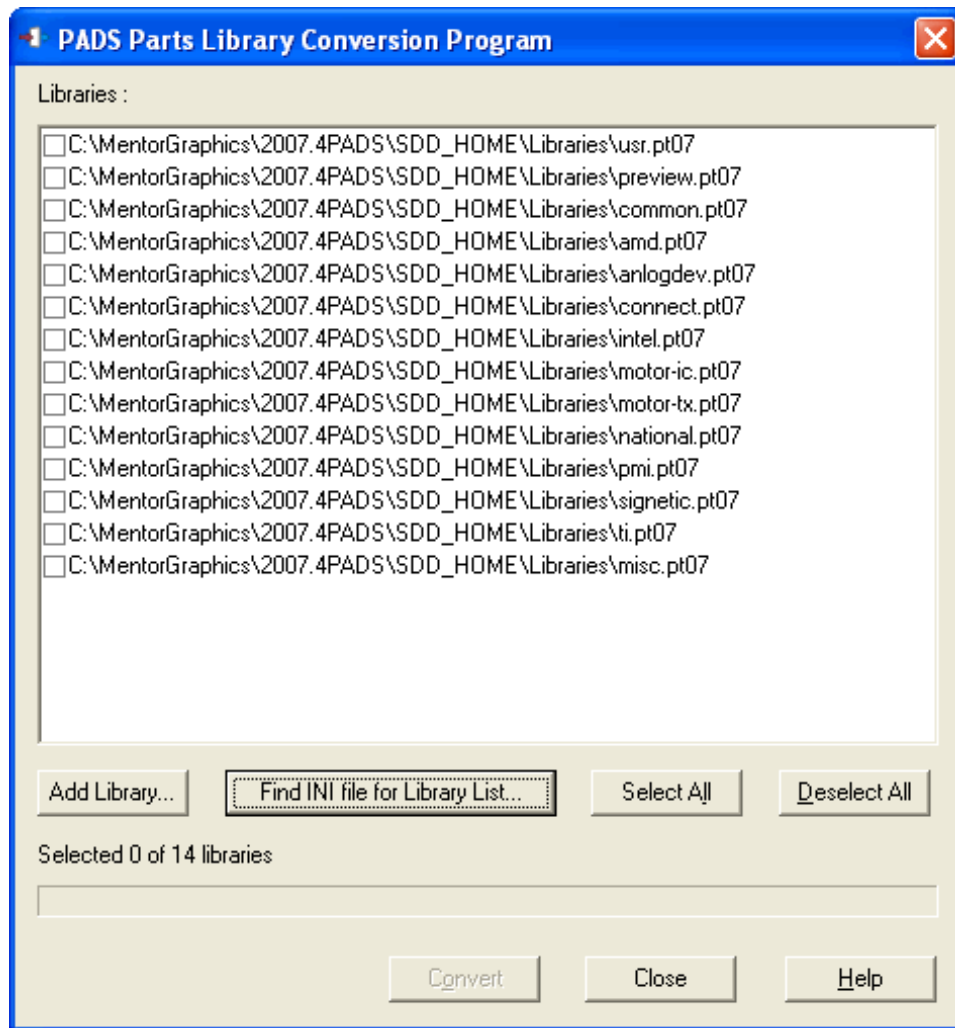 PADS Parts Library Conversion Program
Libraries :
C:\MentorGraphics\2007.4PADS\SDD_HOME\Libraries\usr.pt07
C:\MentorGraphics\2007.4PADS\SDD_HOME\Libraries\preview.pt07
C:\MentorGraphics\2007.4PADS\SDD_HOME\Libraries\common.pt07
C:\MentorGraphics\2007.4PADS\SDD_HOME\Libraries\amd.pt07
C:\MentorGraphics\2007.4PADS\SDD_HOME\Libraries\anlogdev.pt07
C:\MentorGraphics\2007.4PADS\SDD_HOME\Libraries\connect.pt07
C:\MentorGraphics\2007.4PADS\SDD_HOME\Libraries\intel.pt07
C:\MentorGraphics\2007.4PADS\SDD_HOME\Libraries\motor-ic.pt07
C:\MentorGraphics\2007.4PADS\SDD_HOME\Libraries\motor-tx.pt07
C:\MentorGraphics\2007.4PADS\SDD_HOME\Libraries\national.pt07
C:\MentorGraphics\2007.4PADS\SDD_HOME\Libraries\pmi.pt07
C:\MentorGraphics\2007.4PADS\SDD_HOME\Libraries\signetic.pt07
C:\MentorGraphics\2007.4PADS\SDD_HOME\Libraries\ti.pt07
C:\MentorGraphics\2007.4PADS\SDD_HOME\Libraries\misc.pt07
Add Library... Find INI file for Library List... Select All Deselect All
Selected 0 of 14 libraries
Convert Close Help